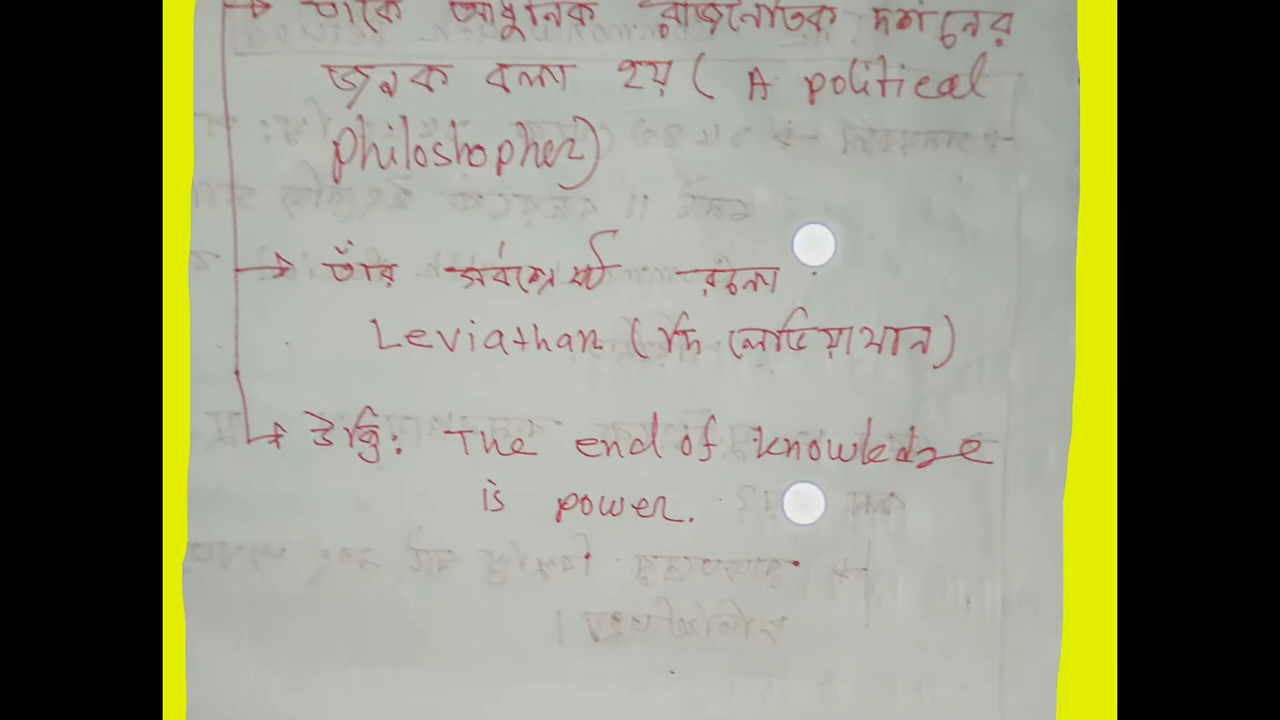 → তাকে আধুনিক রাজনৈতিক দর্শনের
জনক বলা হয় ( A political
philoshopher)
→ তাঁর সর্বশ্রেষ্ঠ রচনা
Leviathan (দি লেভিয়াথান)
→ উক্তি: The end of knowledge
is power.